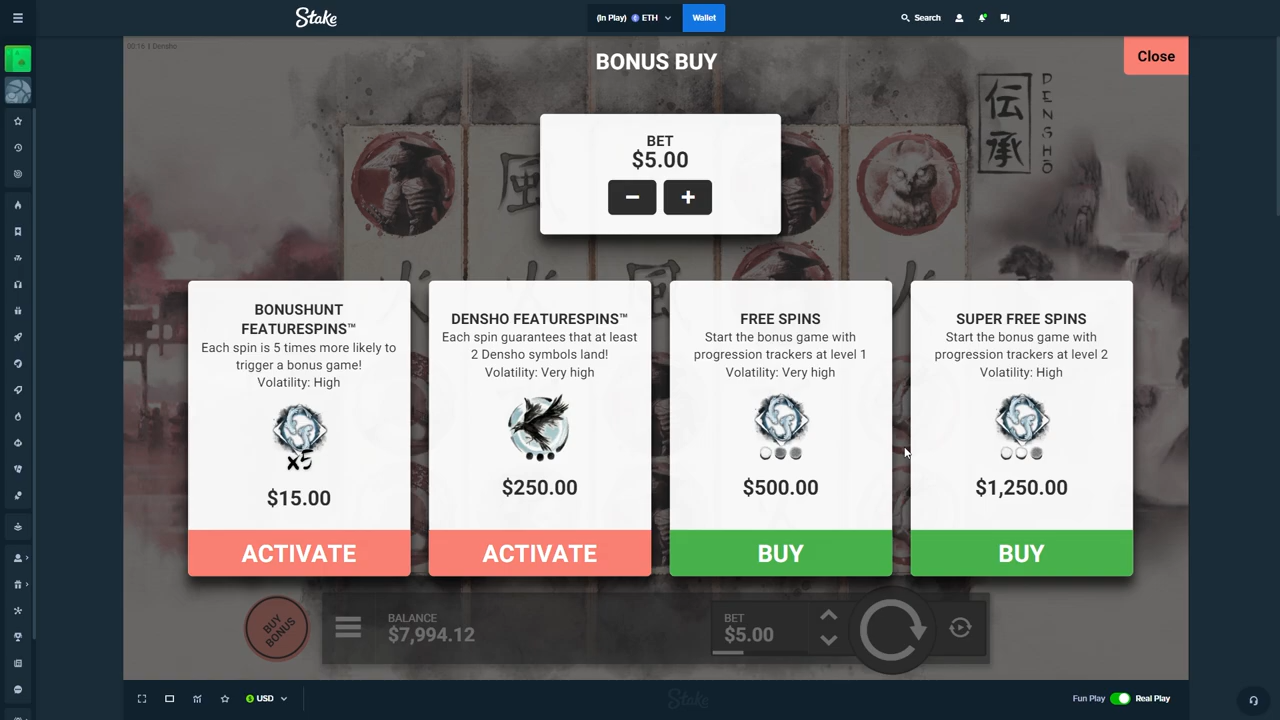 Stake
(In Play) ETH
Wallet
Search
00:16 | Densho
BONUS BUY
Close
伝
承
DENSHŌ
BET
$5.00
風
− +
BONUSHUNT
FEATURESPINS™
Each spin is 5 times more likely to
trigger a bonus game!
Volatility: High
X5
$15.00
ACTIVATE
DENSHO FEATURESPINS™
Each spin guarantees that at least
2 Densho symbols land!
Volatility: Very high
$250.00
ACTIVATE
FREE SPINS
Start the bonus game with
progression trackers at level 1
Volatility: Very high
$500.00
BUY
SUPER FREE SPINS
Start the bonus game with
progression trackers at level 2
Volatility: High
$1,250.00
BUY
BUY
BONUS
BALANCE
$7,994.12
BET
$5.00
USD
Stake
Fun Play
Real Play